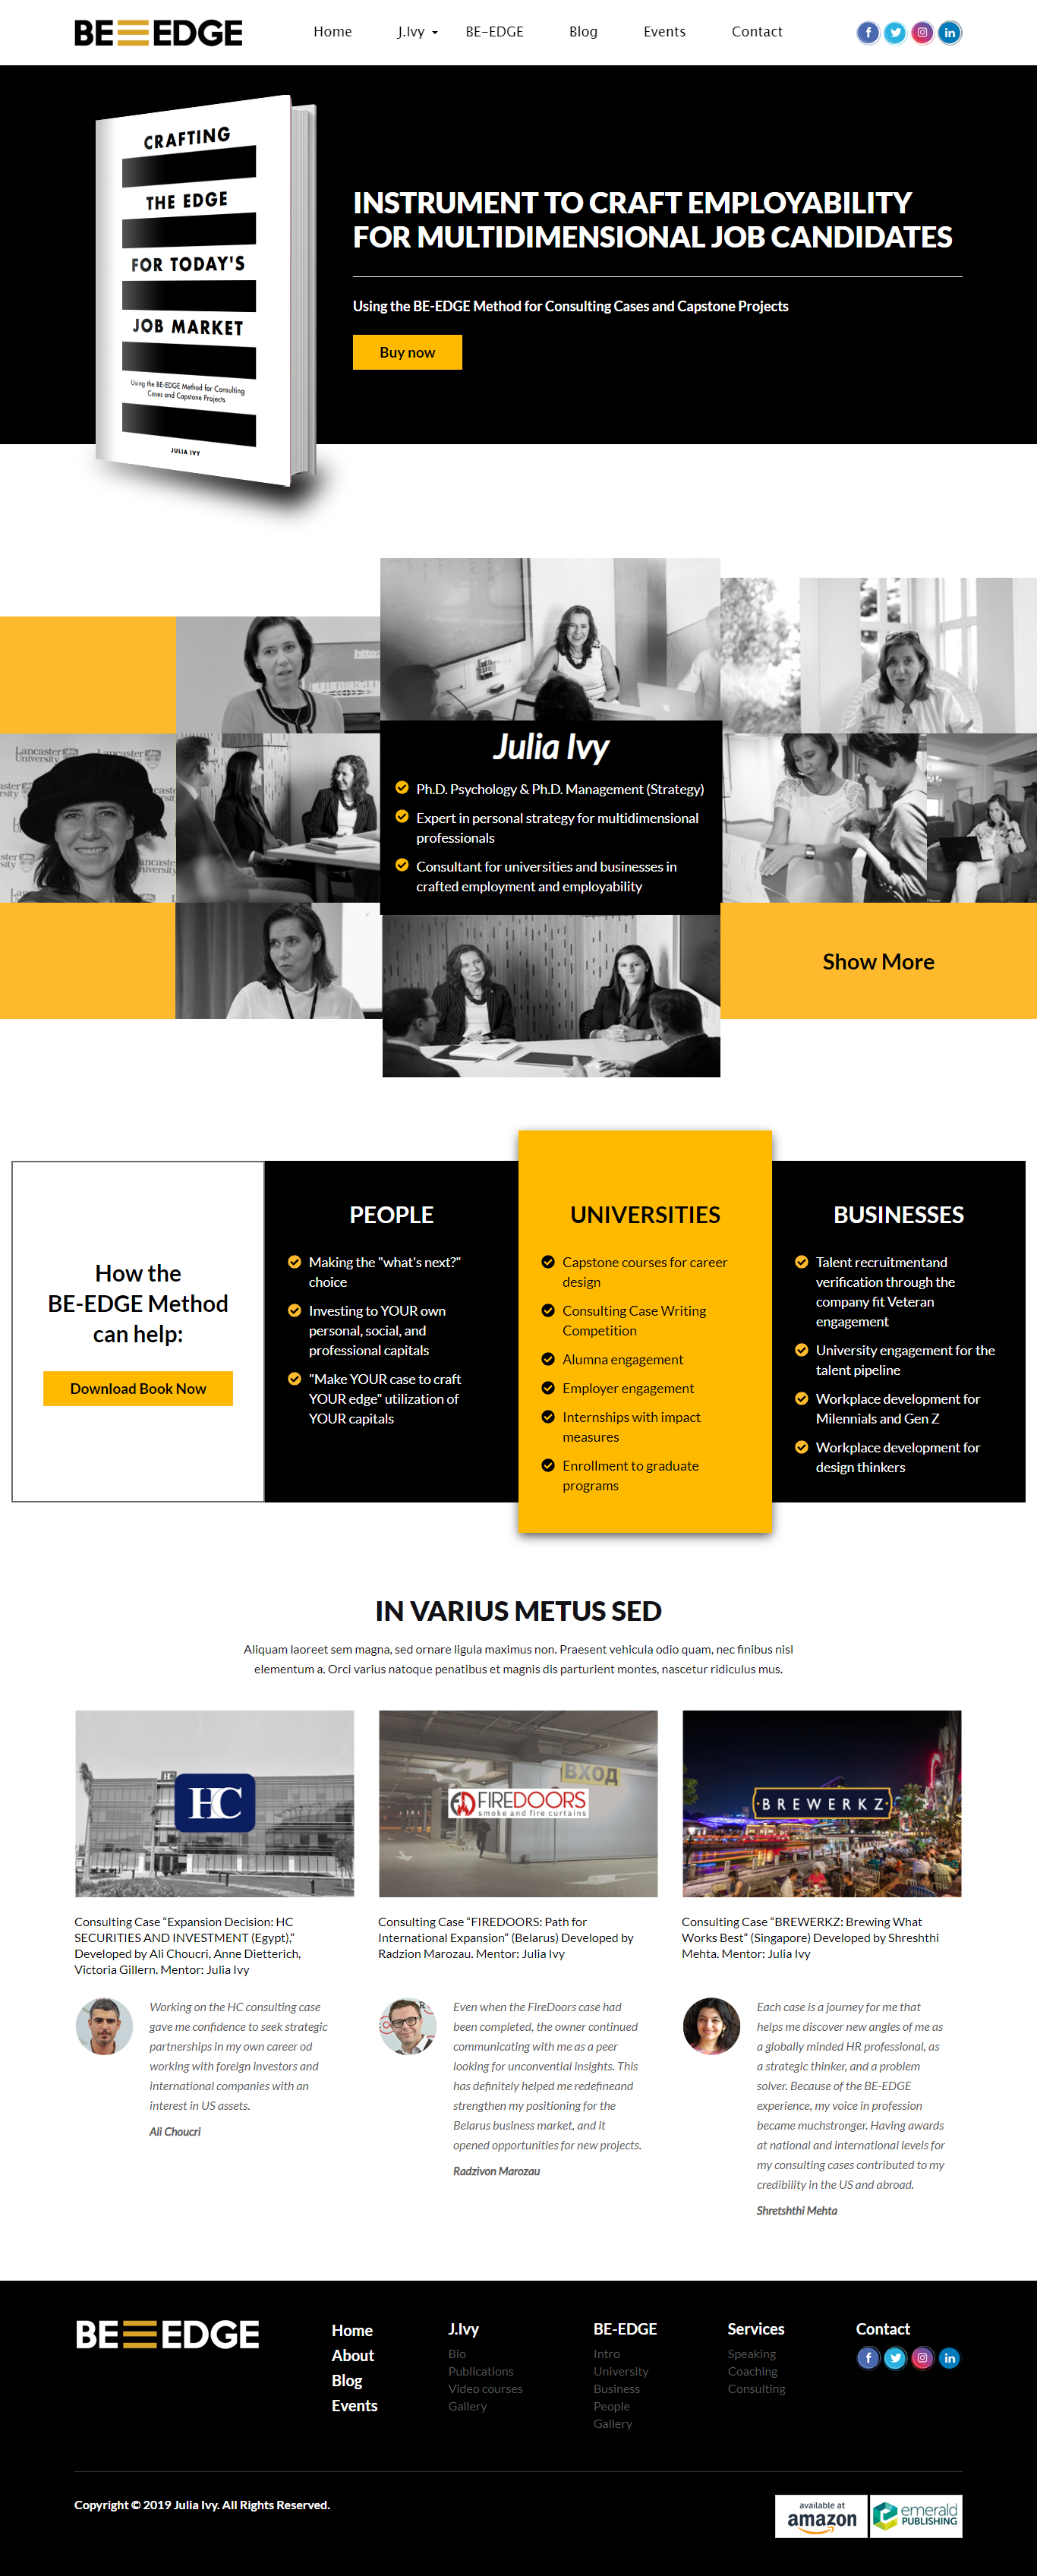 BE EDGE
Home
J.Ivy
BE-EDGE
Blog
Events
Contact
CRAFTING
THE EDGE
FOR TODAY'S
JOB MARKET
Using the BE-EDGE Method for Consulting
Cases and Capstone Projects
JULIA IVY
INSTRUMENT TO CRAFT EMPLOYABILITY
FOR MULTIDIMENSIONAL JOB CANDIDATES
Using the BE-EDGE Method for Consulting Cases and Capstone Projects
Buy now
http:
Lancaster
University
Lancaster
Julia Ivy
Ph.D. Psychology & Ph.D. Management (Strategy)
Expert in personal strategy for multidimensional
professionals
Consultant for universities and businesses in
crafted employment and employability
Show More
How the
BE-EDGE Method
can help:
Download Book Now
PEOPLE
Making the "what's next?"
choice
Investing to YOUR own
personal, social, and
professional capitals
"Make YOUR case to craft
YOUR edge" utilization of
YOUR capitals
UNIVERSITIES
Capstone courses for career
design
Consulting Case Writing
Competition
Alumna engagement
Employer engagement
Internships with impact
measures
Enrollment to graduate
programs
BUSINESSES
Talent recruitmentand
verification through the
company fit Veteran
engagement
University engagement for the
talent pipeline
Workplace development for
Milennials and Gen Z
Workplace development for
design thinkers
IN VARIUS METUS SED
Aliquam laoreet sem magna, sed ornare ligula maximus non. Praesent vehicula odio quam, nec finibus nisl
elementum a. Orci varius natoque penatibus et magnis dis parturient montes, nascetur ridiculus mus.
HC
HC
ВХОД
FIREDOORS
smoke and fire curtains
BREWERKZ
Consulting Case “Expansion Decision: HC
SECURITIES AND INVESTMENT (Egypt),”
Developed by Ali Choucri, Anne Dietterich,
Victoria Gillern. Mentor: Julia Ivy
Working on the HC consulting case
gave me confidence to seek strategic
partnerships in my own career od
working with foreign investors and
international companies with an
interest in US assets.
Ali Choucri
Consulting Case “FIREDOORS: Path for
International Expansion” (Belarus) Developed by
Radzion Marozau. Mentor: Julia Ivy
Even when the FireDoors case had
been completed, the owner continued
communicating with me as a peer
looking for unconvential insights. This
has definitely helped me redefineand
strengthen my positioning for the
Belarus business market, and it
opened opportunities for new projects.
Radzivon Marozau
Consulting Case “BREWERKZ: Brewing What
Works Best” (Singapore) Developed by Shreshthi
Mehta. Mentor: Julia Ivy
Each case is a journey for me that
helps me discover new angles of me as
a globally minded HR professional, as
a strategic thinker, and a problem
solver. Because of the BE-EDGE
experience, my voice in profession
became muchstronger. Having awards
at national and international levels for
my consulting cases contributed to my
credibility in the US and abroad.
Shretshthi Mehta
BE EDGE
Home
About
Blog
Events
J.Ivy
Bio
Publications
Video courses
Gallery
BE-EDGE
Intro
University
Business
People
Gallery
Services
Speaking
Coaching
Consulting
Contact
Copyright © 2019 Julia Ivy. All Rights Reserved.
available at
amazon
emerald
PUBLISHING